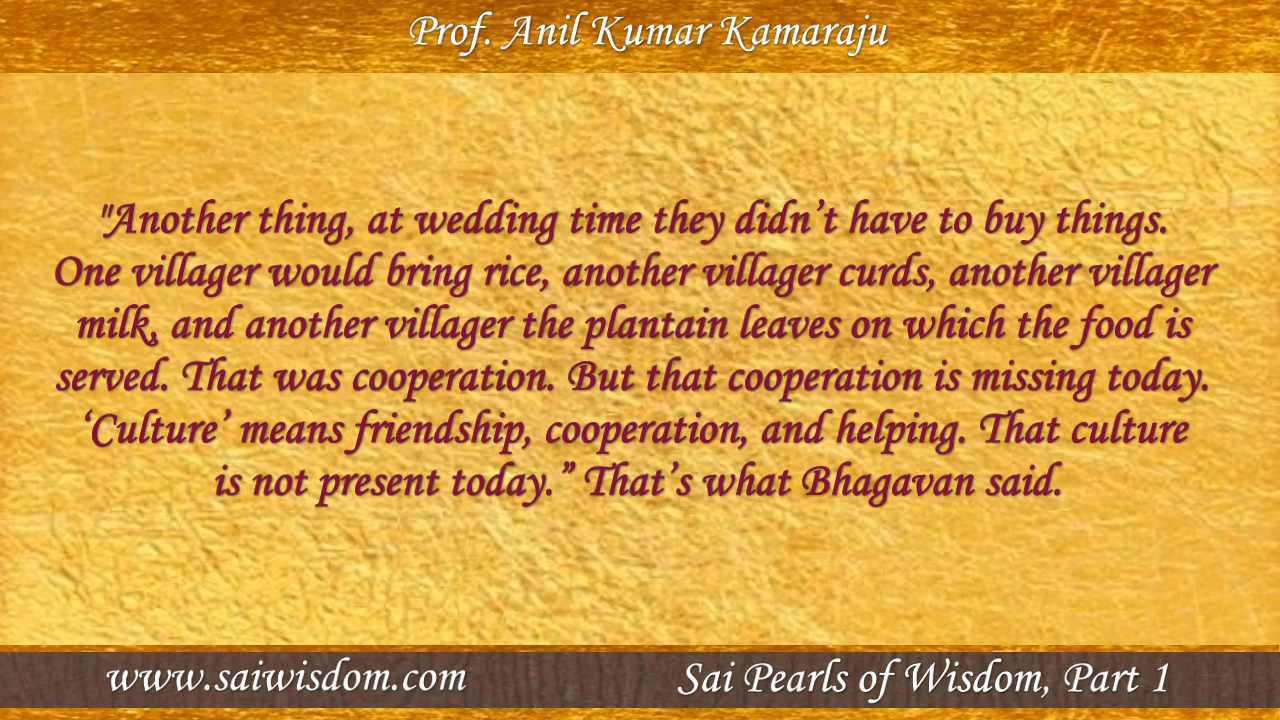 Prof. Anil Kumar Kamaraju
"Another thing, at wedding time they didn’t have to buy things.
One villager would bring rice, another villager curds, another villager
milk, and another villager the plantain leaves on which the food is
served. That was cooperation. But that cooperation is missing today.
‘Culture’ means friendship, cooperation, and helping. That culture
is not present today.” That’s what Bhagavan said.
www.saiwisdom.com
Sai Pearls of Wisdom, Part 1